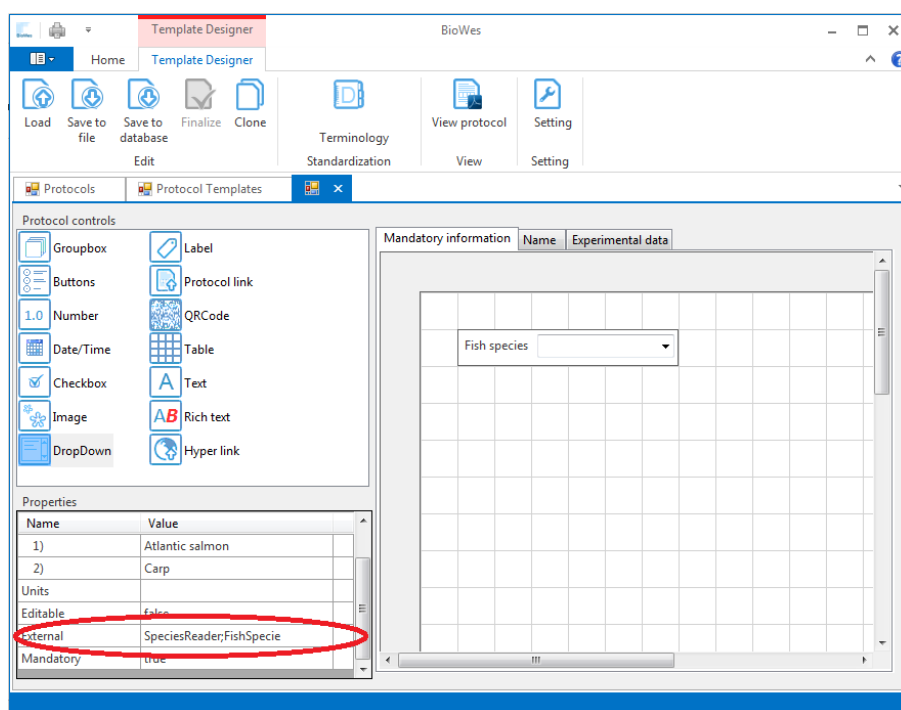 Template Designer
BioWes
Home Template Designer
Load Save to file Save to database Finalize Clone
Terminology
View protocol
Setting
Edit Standardization View Setting
Protocols Protocol Templates
Protocol controls
Mandatory information Name Experimental data
Groupbox Label
Buttons Protocol link
1.0 Number QRCode
Date/Time Table
Checkbox A Text
Image AB Rich text
DropDown Hyper link
Fish species
Properties
Name Value
1) Atlantic salmon
2) Carp
Units
Editable false
External SpeciesReader;FishSpecie
Mandatory true